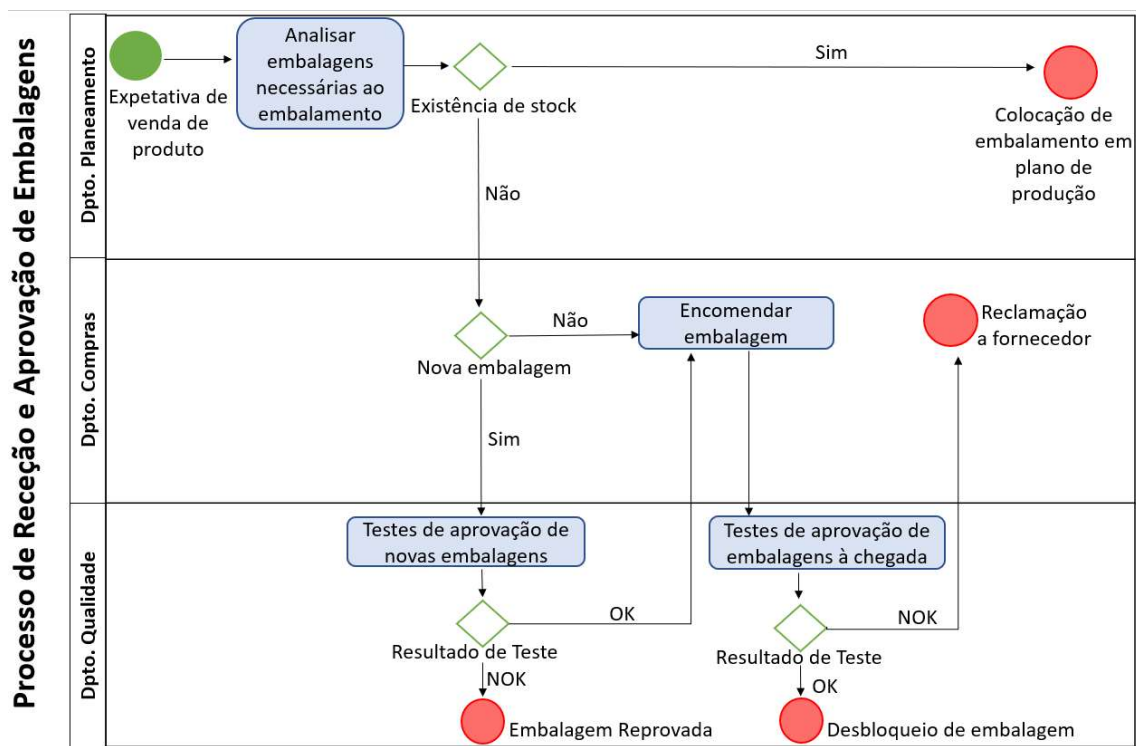 Processo de Receção e Aprovação de Embalagens
Dpto. Planeamento
Expetativa de
venda de
produto
Analisar
embalagens
necessárias ao
embalamento
Existência de stock
Sim
Não
Colocação de
embalamento em
plano de
produção
Dpto. Compras
Nova embalagem
Não
Sim
Encomendar
embalagem
Reclamação
a fornecedor
Dpto. Qualidade
Testes de aprovação de
novas embalagens
Resultado de Teste
OK
NOK
Embalagem Reprovada
Testes de aprovação de
embalagens à chegada
Resultado de Teste
NOK
OK
Desbloqueio de embalagem